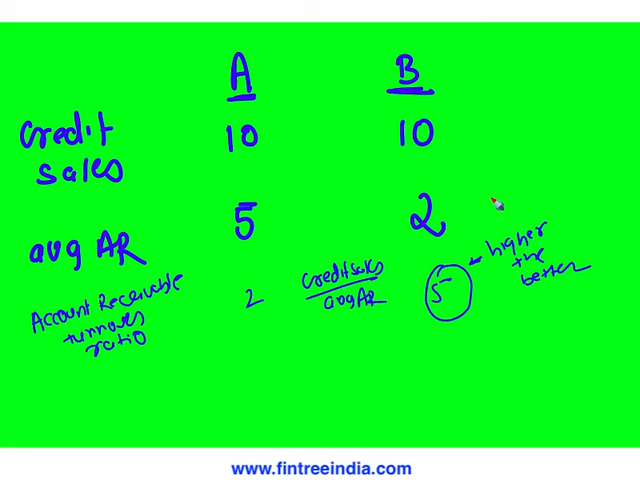 A B
Credit 10 10
sales
avg AR 5 2
Account Receivable
turnover
ratio
2
credit sales
avg AR
5
higher
the
better
www.fintreeindia.com